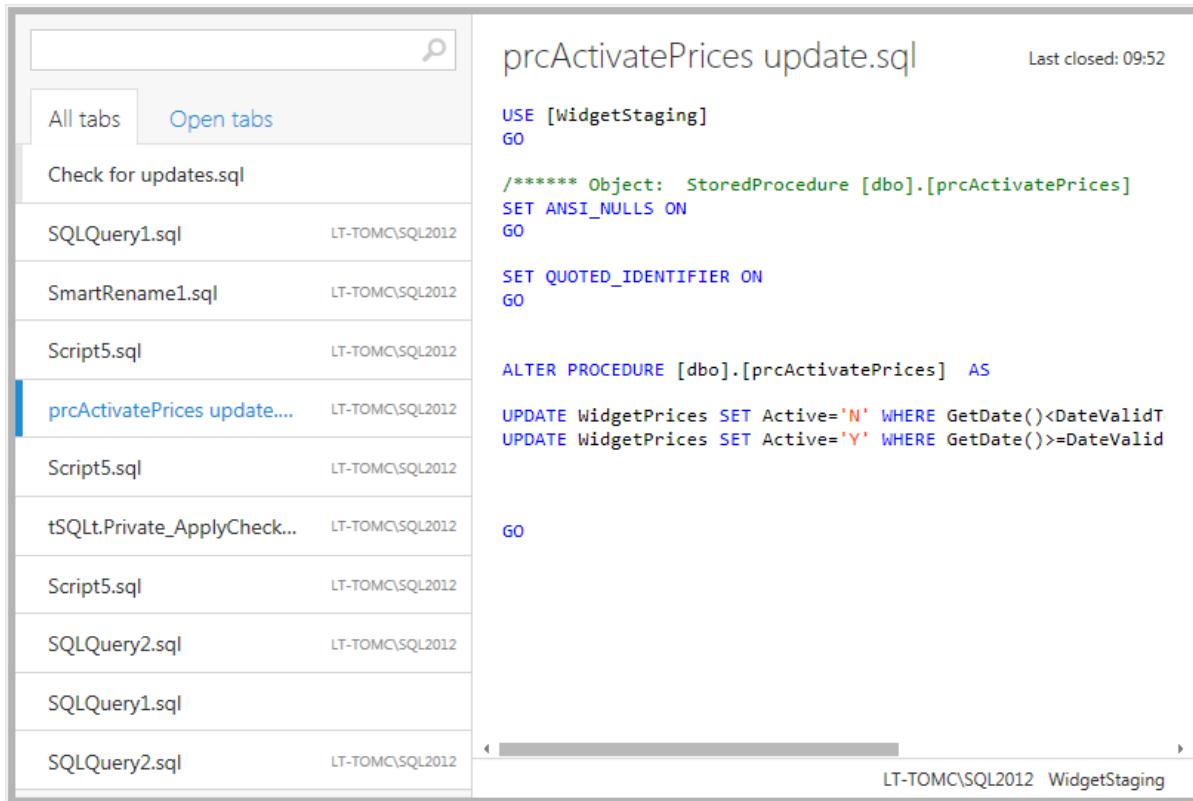 prcActivatePrices update.sql
Last closed: 09:52
All tabs
Open tabs
Check for updates.sql
SQLQuery1.sql LT-TOMC\SQL2012
SmartRename1.sql LT-TOMC\SQL2012
Script5.sql LT-TOMC\SQL2012
prcActivatePrices update.... LT-TOMC\SQL2012
Script5.sql LT-TOMC\SQL2012
tSQLt.Private_ApplyCheck... LT-TOMC\SQL2012
Script5.sql LT-TOMC\SQL2012
SQLQuery2.sql LT-TOMC\SQL2012
SQLQuery1.sql
SQLQuery2.sql LT-TOMC\SQL2012
USE [WidgetStaging]
GO
/****** Object:  StoredProcedure [dbo].[prcActivatePrices]
SET ANSI_NULLS ON
GO
SET QUOTED_IDENTIFIER ON
GO
ALTER PROCEDURE [dbo].[prcActivatePrices]  AS
UPDATE WidgetPrices SET Active='N' WHERE GetDate()<DateValidT
UPDATE WidgetPrices SET Active='Y' WHERE GetDate()>=DateValid
GO
LT-TOMC\SQL2012 WidgetStaging